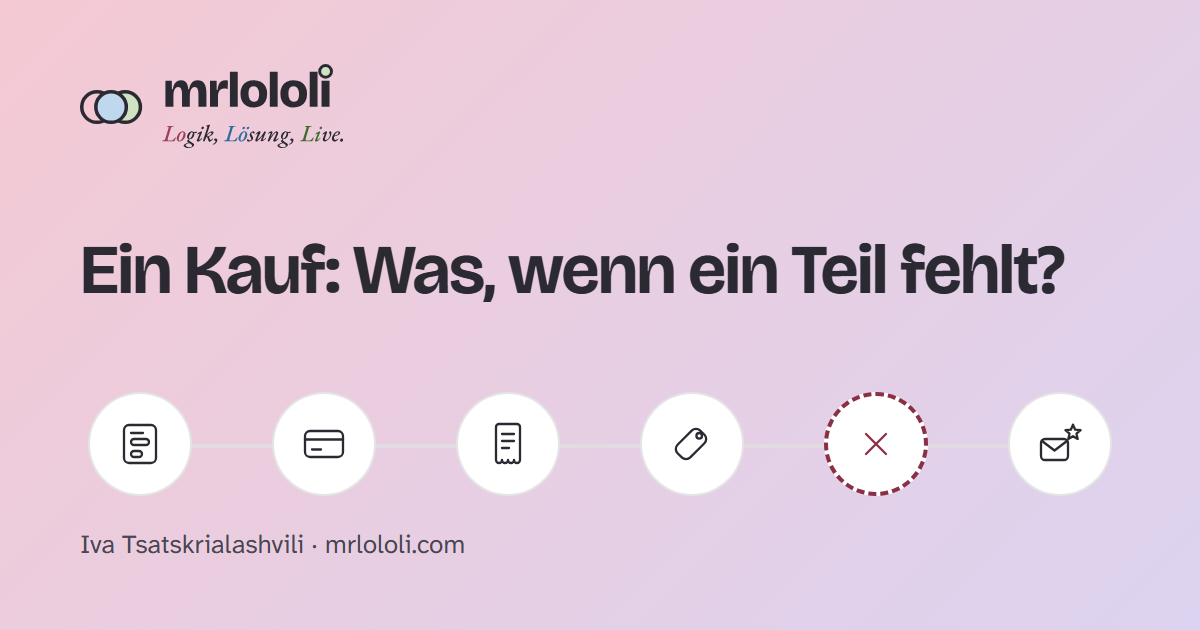 mrlololi
Logik, Lösung, Live.
Ein Kauf: Was, wenn ein Teil fehlt?
Iva Tsatskrialashvili · mrlololi.com